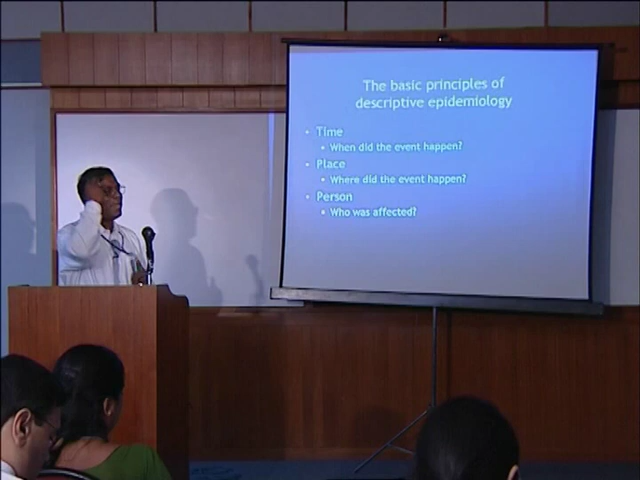 The basic principles of
descriptive epidemiology
• Time
• When did the event happen?
• Place
• Where did the event happen?
• Person
• Who was affected?